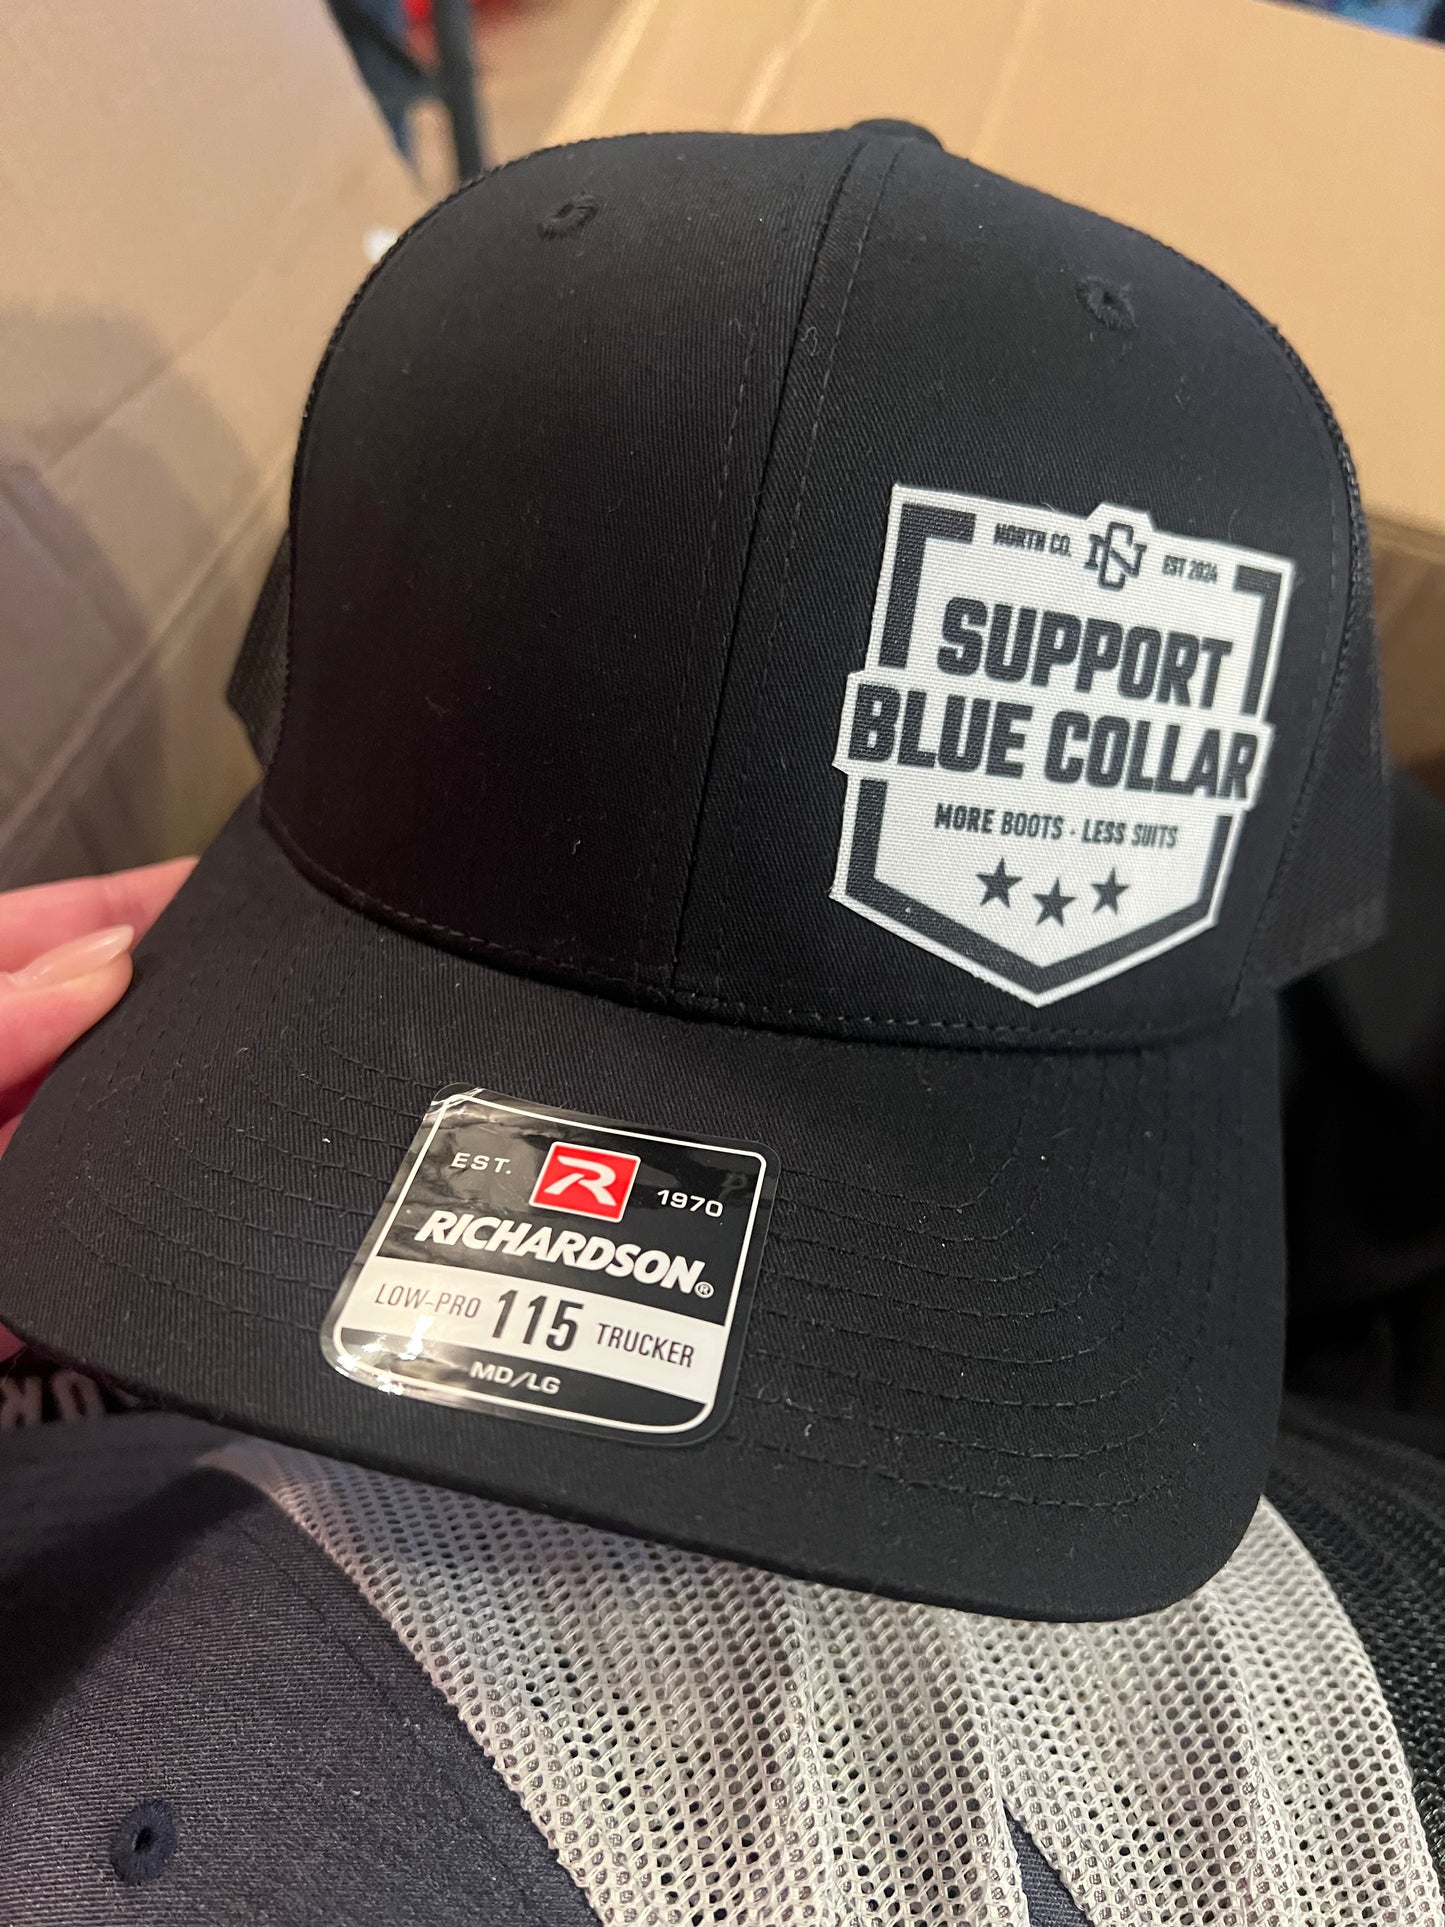 NORTH CO. NC EST 2024
SUPPORT
BLUE COLLAR
MORE BOOTS · LESS SUITS
EST. R 1970
RICHARDSON®
LOW-PRO 115 TRUCKER
MD/LG